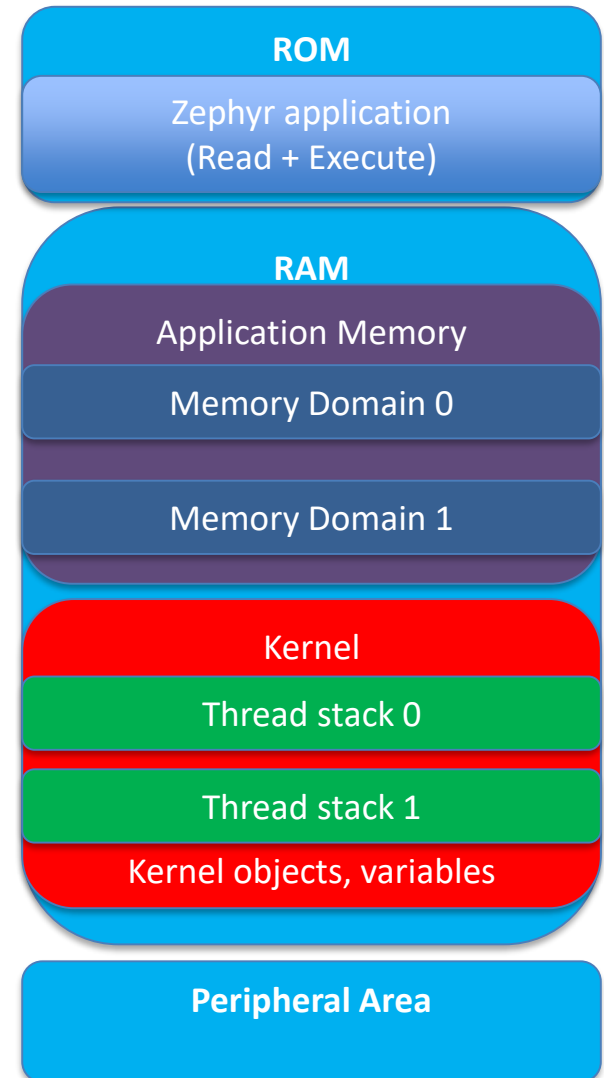 ROM
Zephyr application
(Read + Execute)
RAM
Application Memory
Memory Domain 0
Memory Domain 1
Kernel
Thread stack 0
Thread stack 1
Kernel objects, variables
Peripheral Area